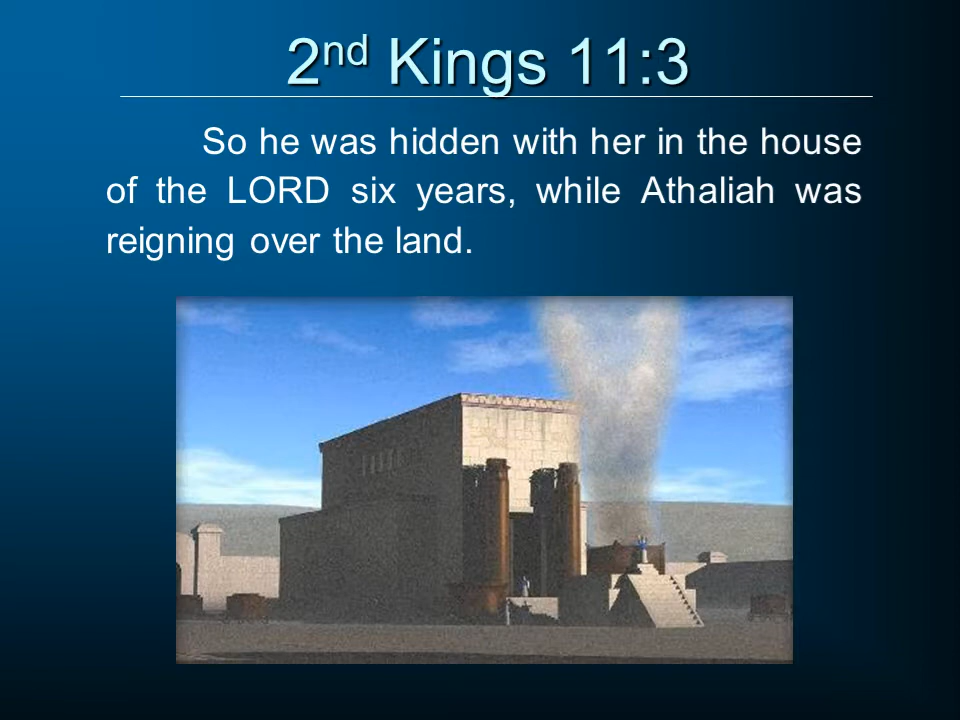 2nd Kings 11:3
So he was hidden with her in the house
of the LORD six years, while Athaliah was
reigning over the land.